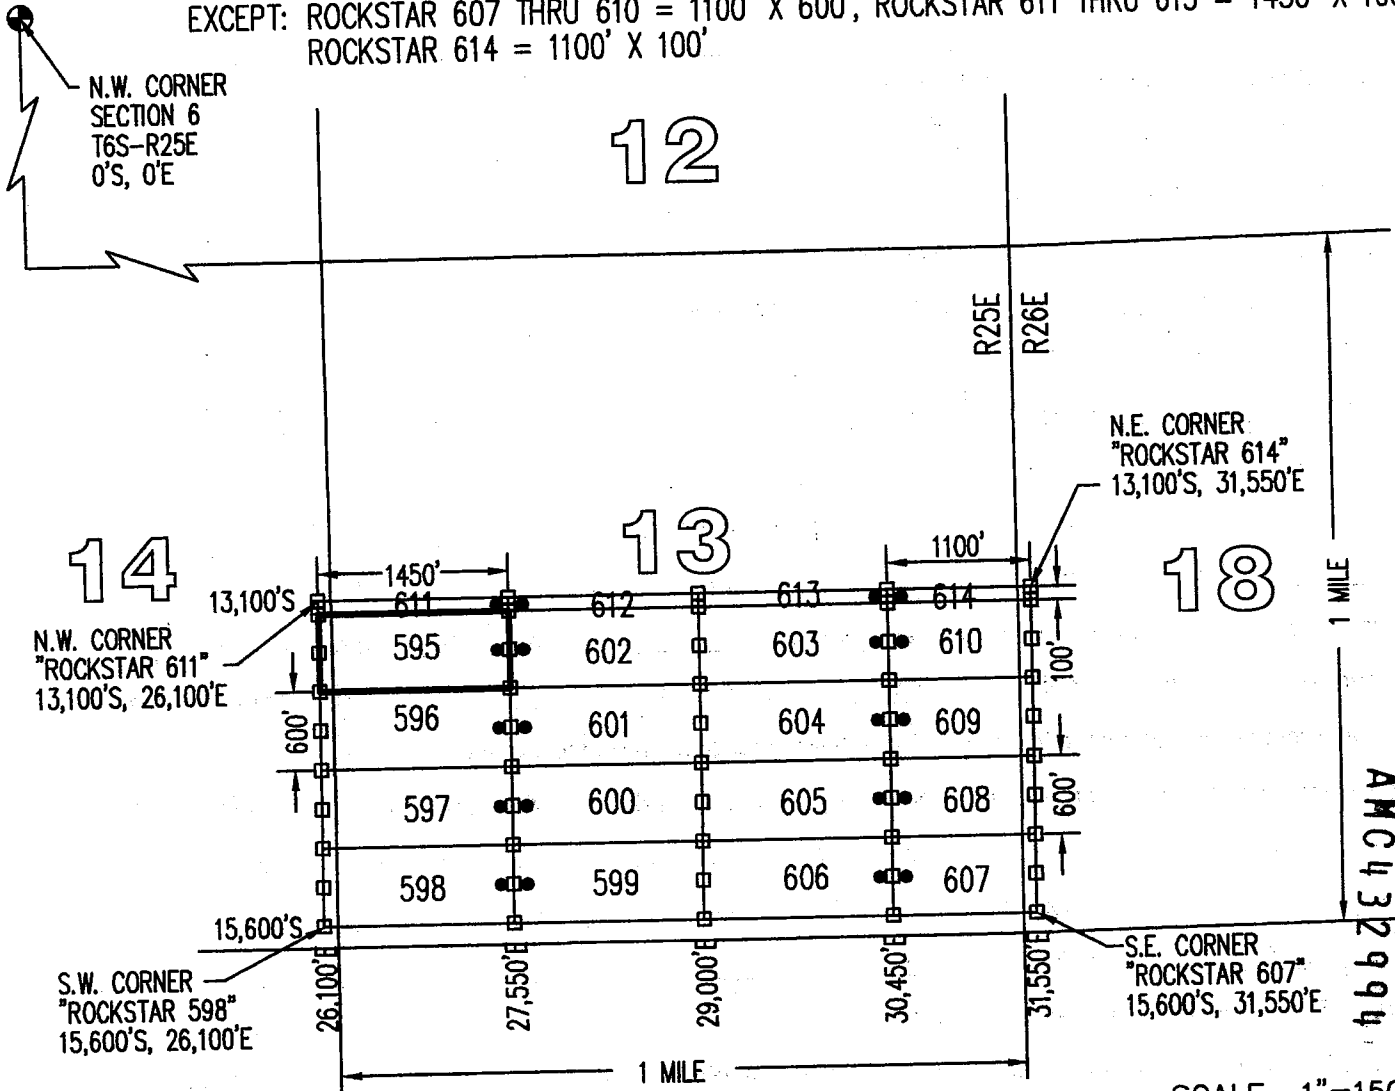 EXCEPT: ROCKSTAR 607 THRU 610 = 1100' X 600', ROCKSTAR 611 THRU 613 = 1450' X
ROCKSTAR 614 = 1100' X 100'
N.W. CORNER
SECTION 6
T6S-R25E
0'S, 0'E
12
R25E
R26E
N.E. CORNER
"ROCKSTAR 614"
13,100'S, 31,550'E
14
13
18
1 MILE
1450'
1100'
13,100'S
611
612
613
614
N.W. CORNER
"ROCKSTAR 611"
13,100'S, 26,100'E
595
602
603
610
100'
600'
596
601
604
609
597
600
605
608
600'
598
599
606
607
15,600'S
S.W. CORNER
"ROCKSTAR 598"
15,600'S, 26,100'E
26,100'E
27,550'E
29,000'E
30,450'E
31,550'E
S.E. CORNER
"ROCKSTAR 607"
15,600'S, 31,550'E
1 MILE
AMC432994